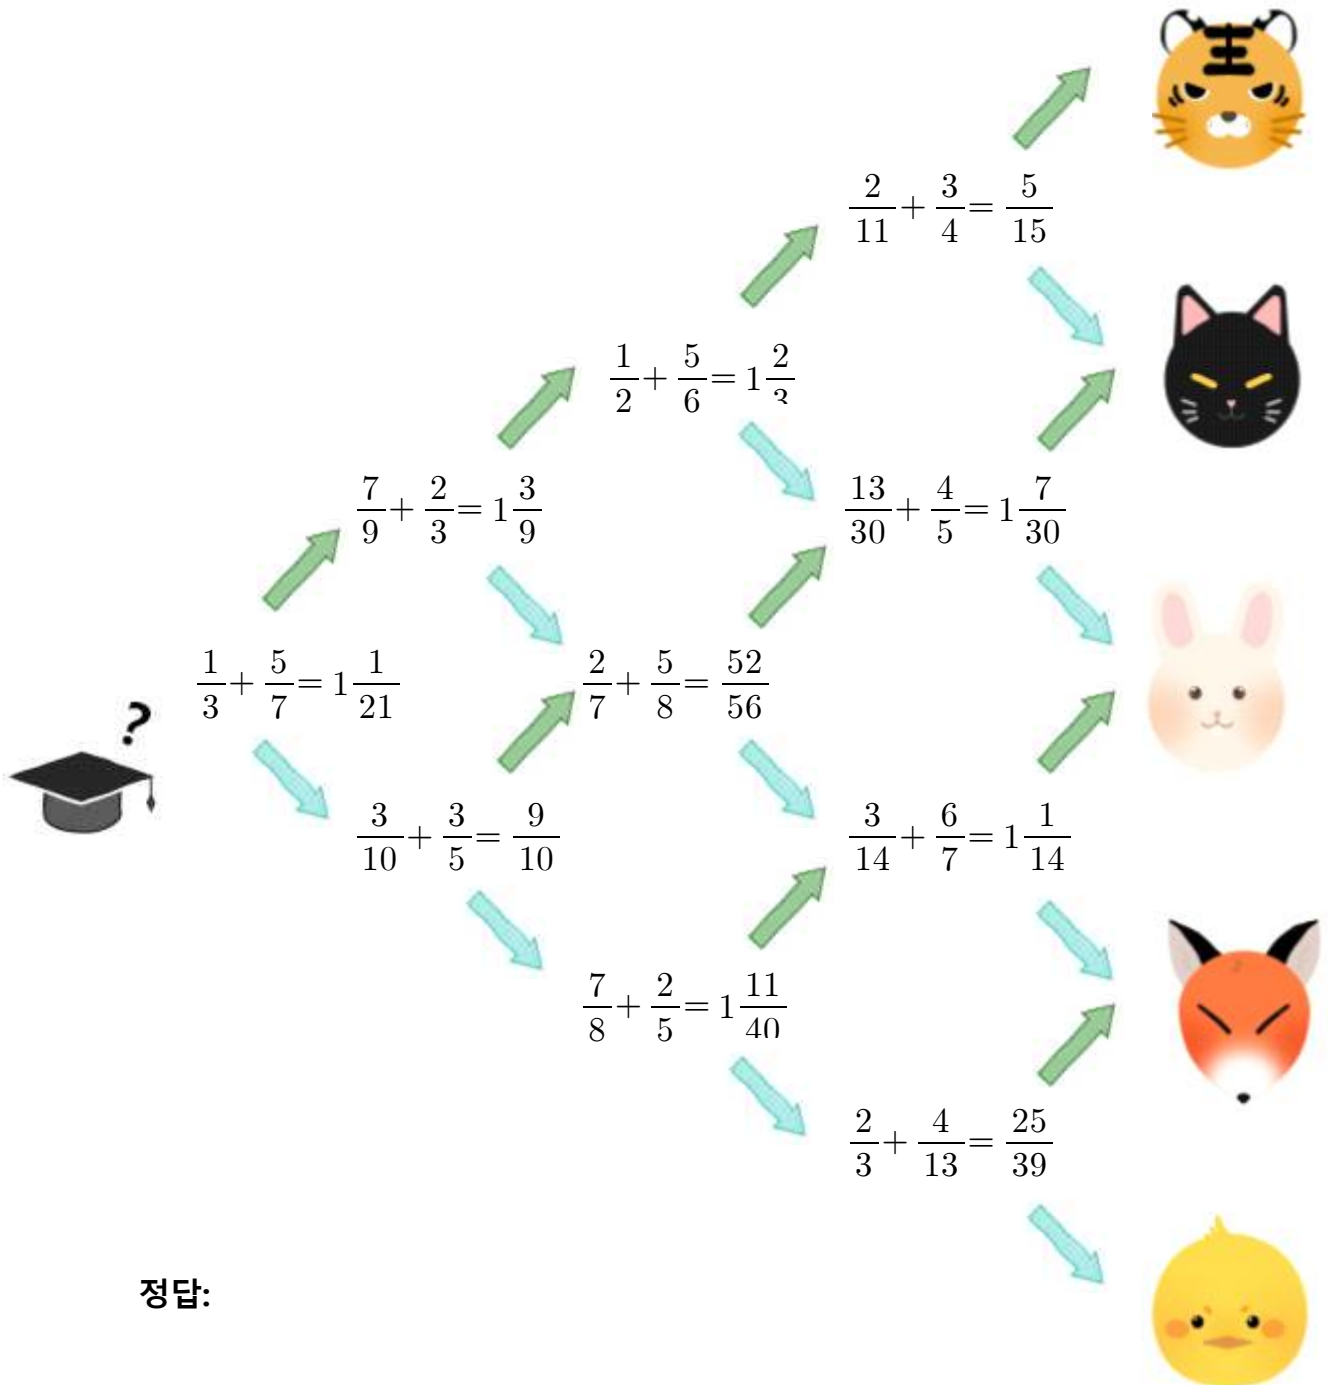 王
2/11 + 3/4 = 5/15
1/2 + 5/6 = 1 2/3
7/9 + 2/3 = 1 3/9
13/30 + 4/5 = 1 7/30
1/3 + 5/7 = 1 1/21
2/7 + 5/8 = 52/56
?
3/10 + 3/5 = 9/10
3/14 + 6/7 = 1 1/14
7/8 + 2/5 = 1 11/40
2/3 + 4/13 = 25/39
정답: